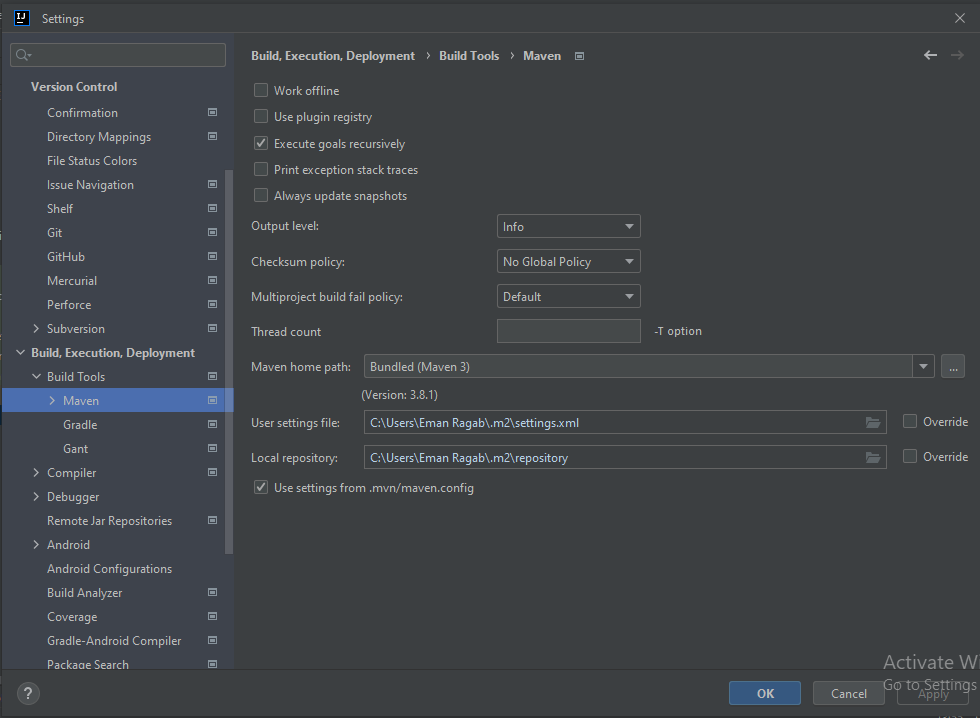 Settings
Version Control
Confirmation
Directory Mappings
File Status Colors
Issue Navigation
Shelf
Git
GitHub
Mercurial
Perforce
Subversion
Build, Execution, Deployment
Build Tools
Maven
Gradle
Gant
Compiler
Debugger
Remote Jar Repositories
Android
Android Configurations
Build Analyzer
Coverage
Gradle-Android Compiler
Package Search
Build, Execution, Deployment › Build Tools › Maven
Work offline
Use plugin registry
Execute goals recursively
Print exception stack traces
Always update snapshots
Output level: Info
Checksum policy: No Global Policy
Multiproject build fail policy: Default
Thread count -T option
Maven home path: Bundled (Maven 3) ...
(Version: 3.8.1)
User settings file: C:\Users\Eman Ragab\.m2\settings.xml Override
Local repository: C:\Users\Eman Ragab\.m2\repository Override
Use settings from .mvn/maven.config
Activate Wi
Go to Settings
? OK Cancel Apply